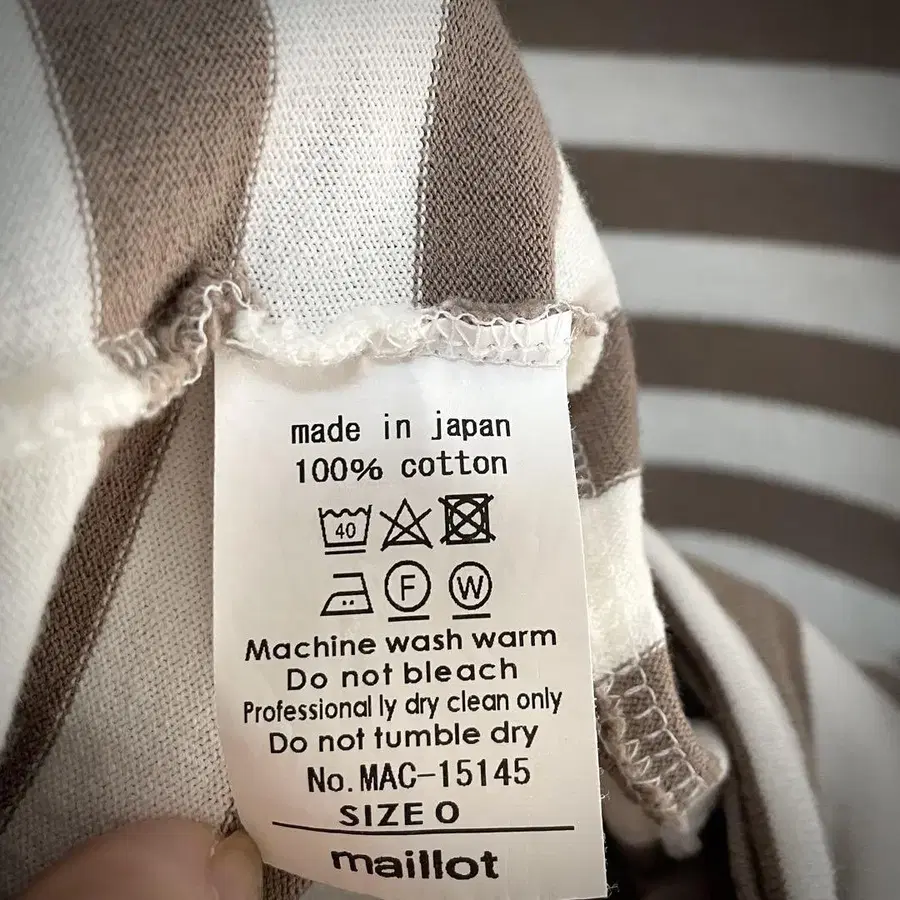 made in japan
100% cotton
40
F W
Machine wash warm
Do not bleach
Professional ly dry clean only
Do not tumble dry
No.MAC-15145
SIZE O
maillot